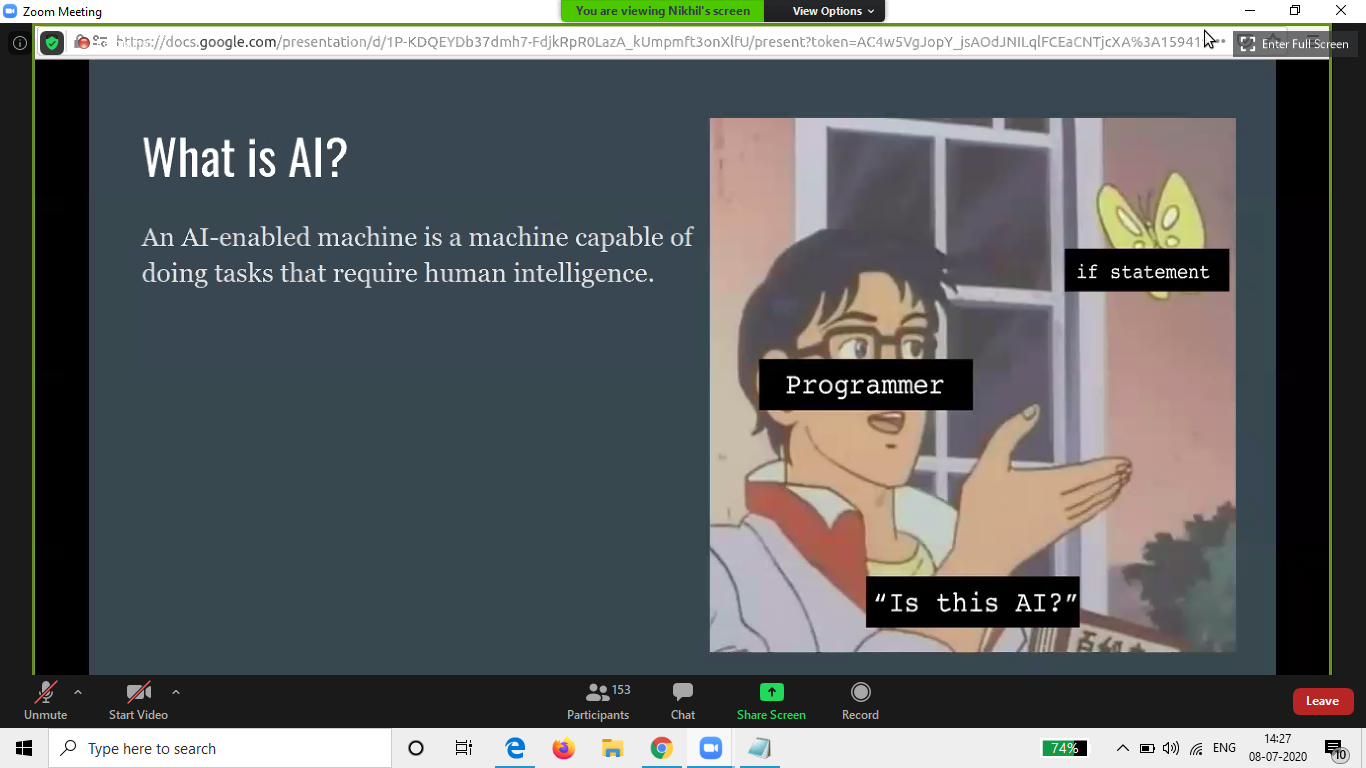 Zoom Meeting
You are viewing Nikhil's screen
View Options
https://docs.google.com/presentation/d/1P-KDQEYDb37dmh7-FdjkRpR0LazA_kUmpmft3onXlfU/present?token=AC4w5VgJopY_jsAOdJNILqlFCEaCNTjcXA%3A15941
Enter Full Screen
What is AI?
An AI-enabled machine is a machine capable of
doing tasks that require human intelligence.
if statement
Programmer
“Is this AI?”
Unmute
Start Video
153
Participants
Chat
Share Screen
Record
Leave
Type here to search
74%
ENG
14:27
08-07-2020
10